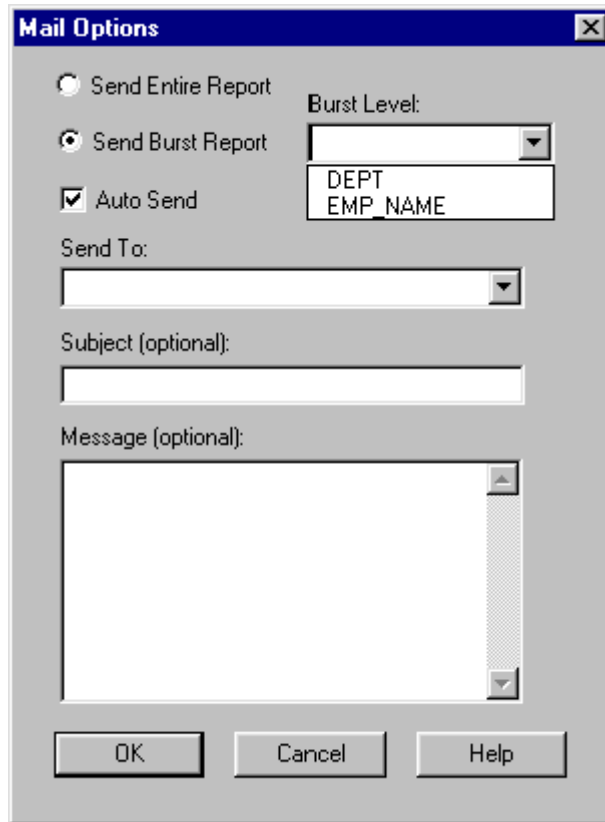 Mail Options
Send Entire Report
Burst Level:
Send Burst Report
DEPT
EMP_NAME
Auto Send
Send To:
Subject (optional):
Message (optional):
OK
Cancel
Help